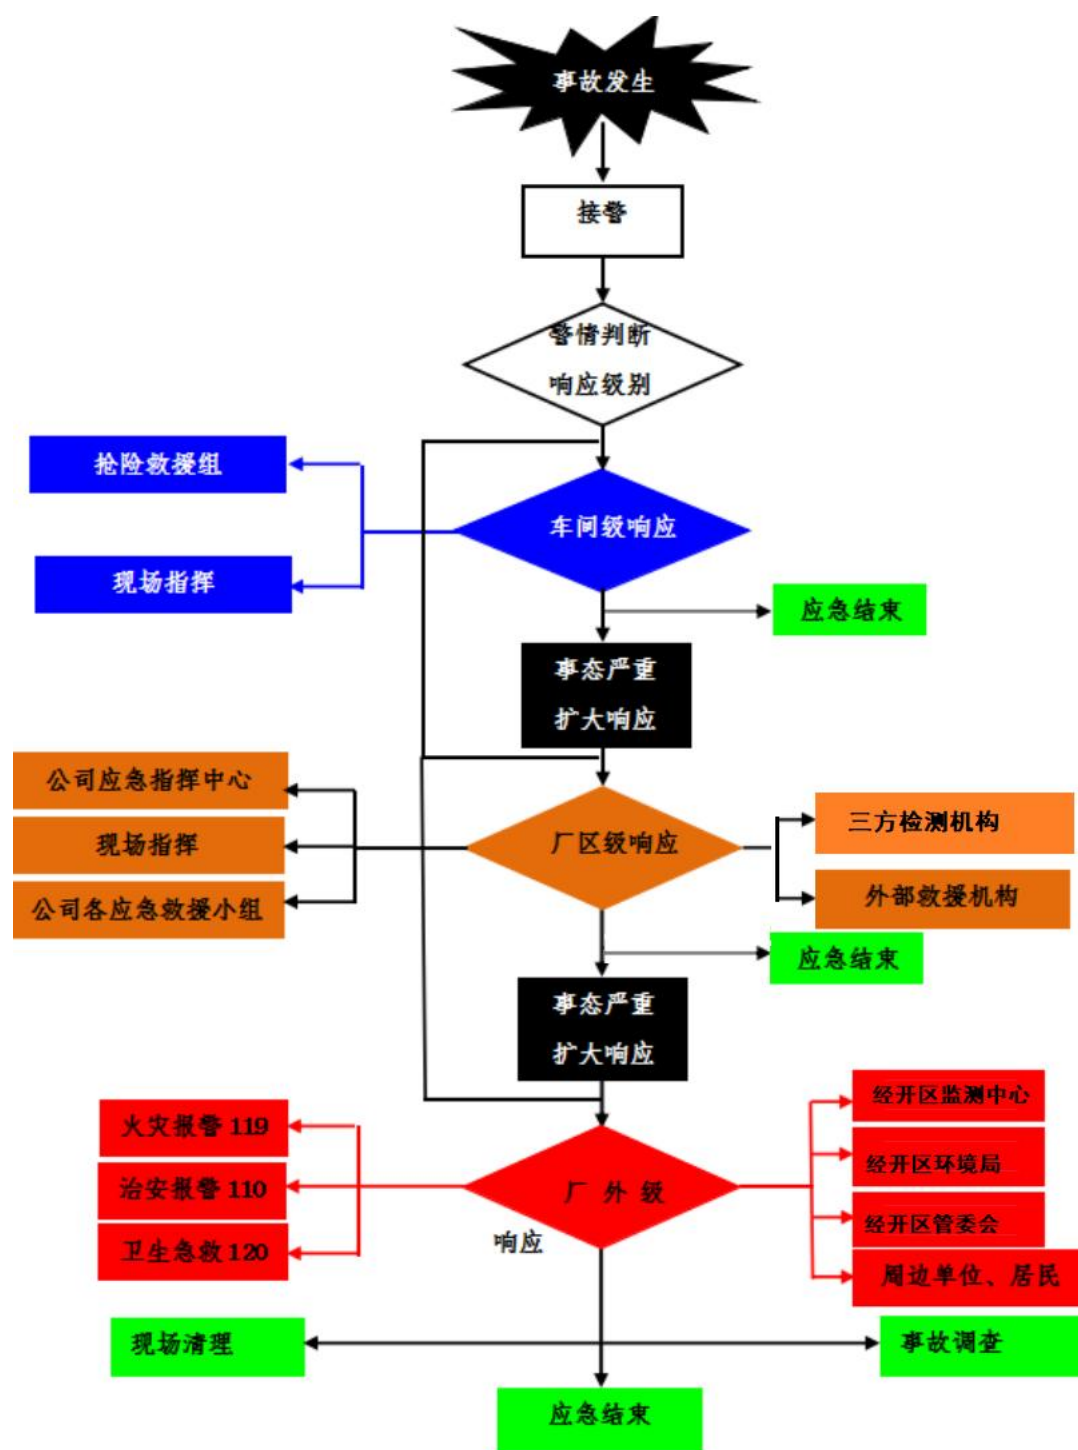 事故发生
接警
警情判断
响应级别
抢险救援组
车间级响应
现场指挥
应急结束
事态严重
扩大响应
公司应急指挥中心
现场指挥
公司各应急救援小组
厂区级响应
三方检测机构
外部救援机构
应急结束
事态严重
扩大响应
火灾报警 119
治安报警 110
卫生急救 120
厂 外 级
响应
经开区监测中心
经开区环境局
经开区管委会
周边单位、居民
现场清理
事故调查
应急结束